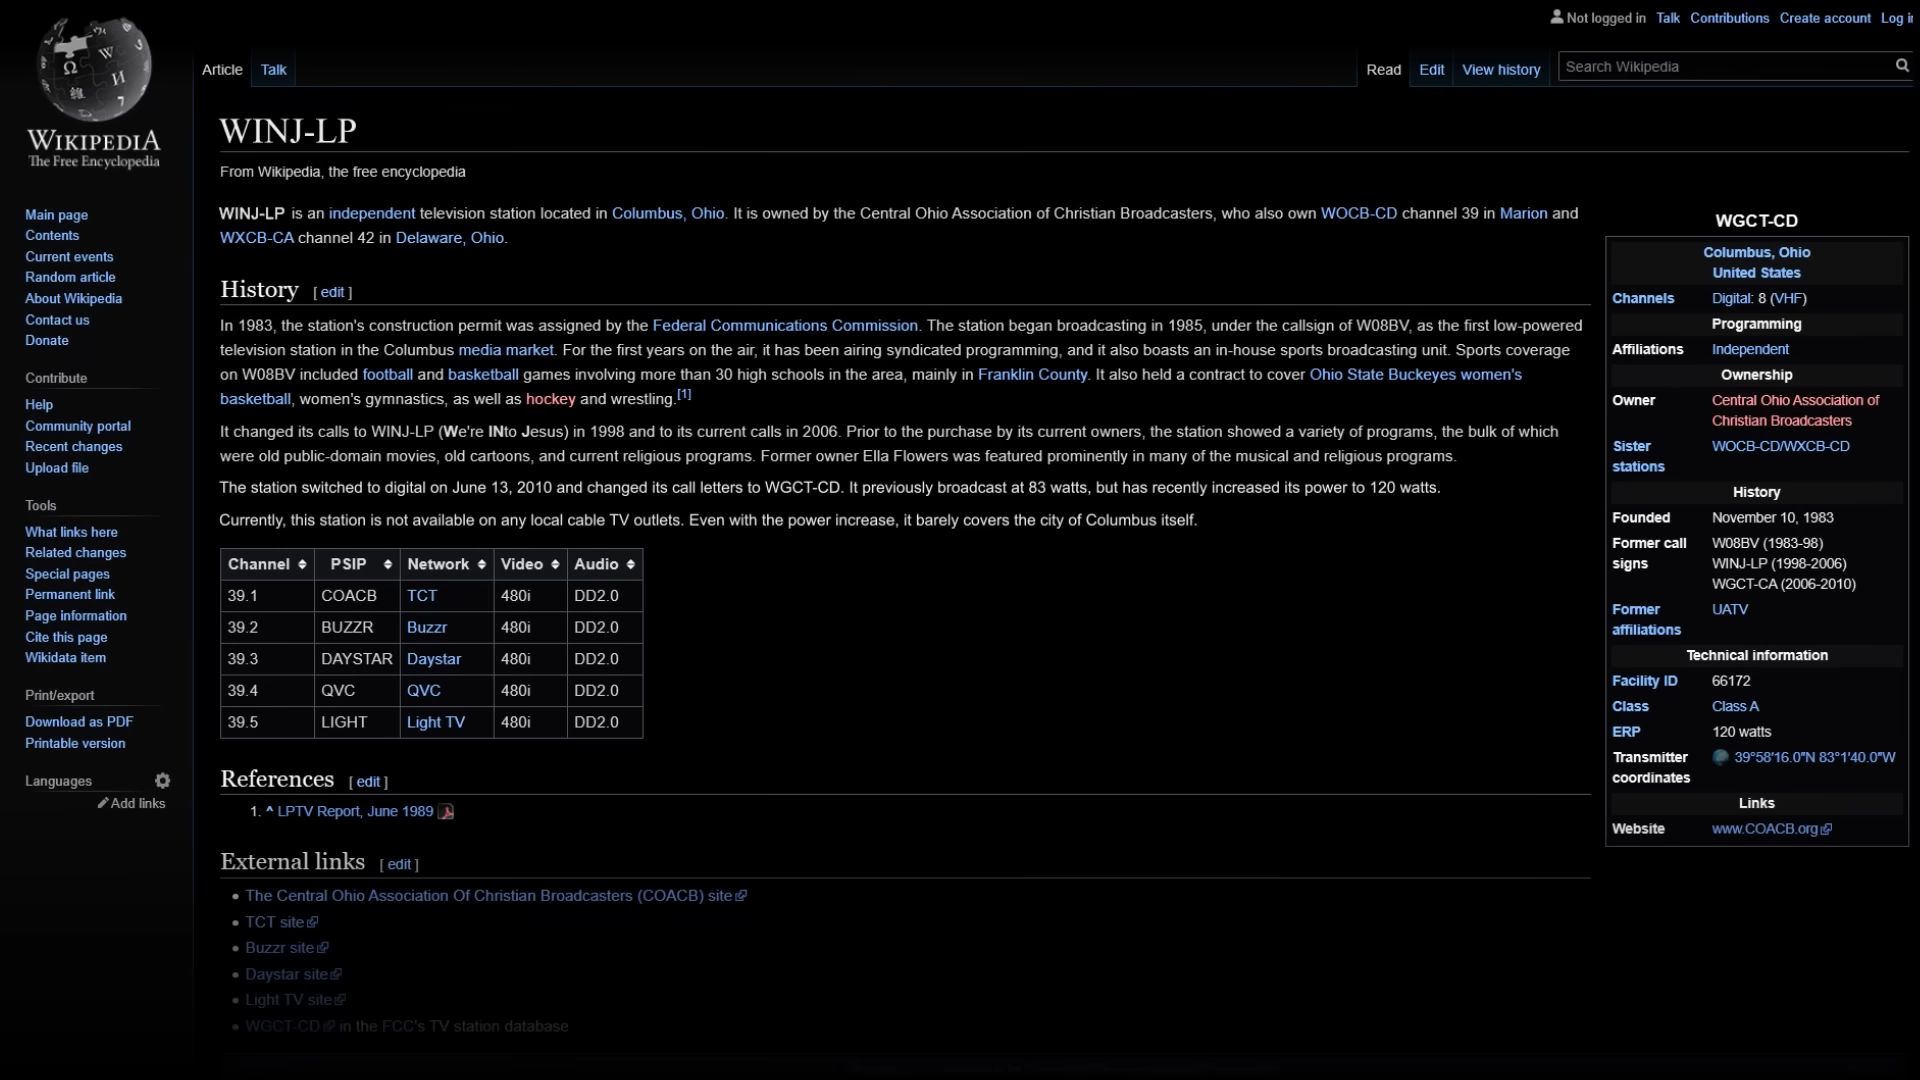 Not logged in Talk Contributions Create account Log i
Article Talk
Read Edit View history Search Wikipedia
WIKIPEDIA
The Free Encyclopedia
Main page
Contents
Current events
Random article
About Wikipedia
Contact us
Donate
Contribute
Help
Community portal
Recent changes
Upload file
Tools
What links here
Related changes
Special pages
Permanent link
Page information
Cite this page
Wikidata item
Print/export
Download as PDF
Printable version
Languages
Add links
WINJ-LP
From Wikipedia, the free encyclopedia
WINJ-LP is an independent television station located in Columbus, Ohio. It is owned by the Central Ohio Association of Christian Broadcasters, who also own WOCB-CD channel 39 in Marion and
WXCB-CA channel 42 in Delaware, Ohio.
History [ edit ]
In 1983, the station's construction permit was assigned by the Federal Communications Commission. The station began broadcasting in 1985, under the callsign of W08BV, as the first low-powered
television station in the Columbus media market. For the first years on the air, it has been airing syndicated programming, and it also boasts an in-house sports broadcasting unit. Sports coverage
on W08BV included football and basketball games involving more than 30 high schools in the area, mainly in Franklin County. It also held a contract to cover Ohio State Buckeyes women's
basketball, women's gymnastics, as well as hockey and wrestling.[1]
It changed its calls to WINJ-LP (We're INto Jesus) in 1998 and to its current calls in 2006. Prior to the purchase by its current owners, the station showed a variety of programs, the bulk of which
were old public-domain movies, old cartoons, and current religious programs. Former owner Ella Flowers was featured prominently in many of the musical and religious programs.
The station switched to digital on June 13, 2010 and changed its call letters to WGCT-CD. It previously broadcast at 83 watts, but has recently increased its power to 120 watts.
Currently, this station is not available on any local cable TV outlets. Even with the power increase, it barely covers the city of Columbus itself.
Channel PSIP Network Video Audio
39.1 COACB TCT 480i DD2.0
39.2 BUZZR Buzzr 480i DD2.0
39.3 DAYSTAR Daystar 480i DD2.0
39.4 QVC QVC 480i DD2.0
39.5 LIGHT Light TV 480i DD2.0
References [ edit ]
1. ^ LPTV Report, June 1989
External links [ edit ]
• The Central Ohio Association Of Christian Broadcasters (COACB) site
• TCT site
• Buzzr site
• Daystar site
• Light TV site
• WGCT-CD in the FCC's TV station database
WGCT-CD
Columbus, Ohio
United States
Channels Digital: 8 (VHF)
Programming
Affiliations Independent
Ownership
Owner Central Ohio Association of
Christian Broadcasters
Sister WOCB-CD/WXCB-CD
stations
History
Founded November 10, 1983
Former call W08BV (1983-98)
signs WINJ-LP (1998-2006)
WGCT-CA (2006-2010)
Former UATV
affiliations
Technical information
Facility ID 66172
Class Class A
ERP 120 watts
Transmitter 39°58'16.0"N 83°1'40.0"W
coordinates
Links
Website www.COACB.org